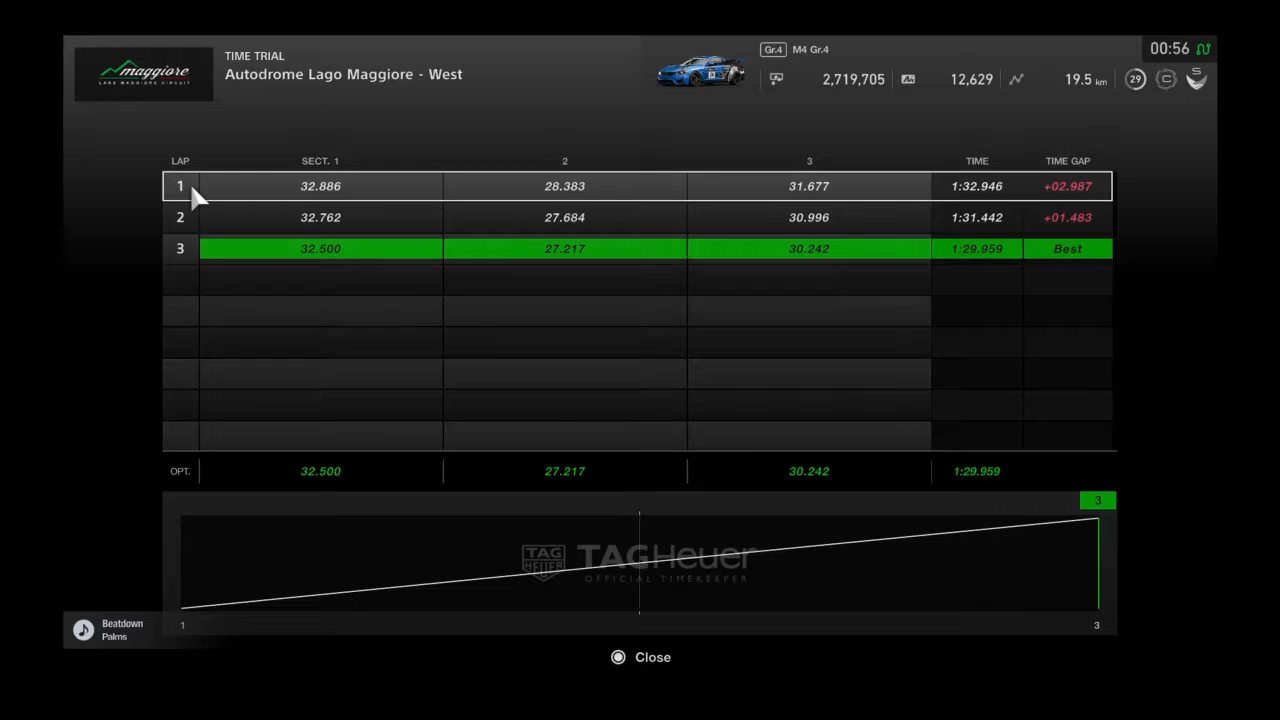 maggiore
LAKE MAGGIORE CIRCUIT
TIME TRIAL
Autodrome Lago Maggiore - West
Gr.4 M4 Gr.4
2,719,705 12,629 19.5 km 29 C S
00:56
LAP SECT. 1 2 3 TIME TIME GAP
1 32.886 28.383 31.677 1:32.946 +02.987
2 32.762 27.684 30.996 1:31.442 +01.483
3 32.500 27.217 30.242 1:29.959 Best
OPT. 32.500 27.217 30.242 1:29.959
3
TAG HEUER TAGHeuer
OFFICIAL TIMEKEEPER
1 3
Beatdown
Palms
Close